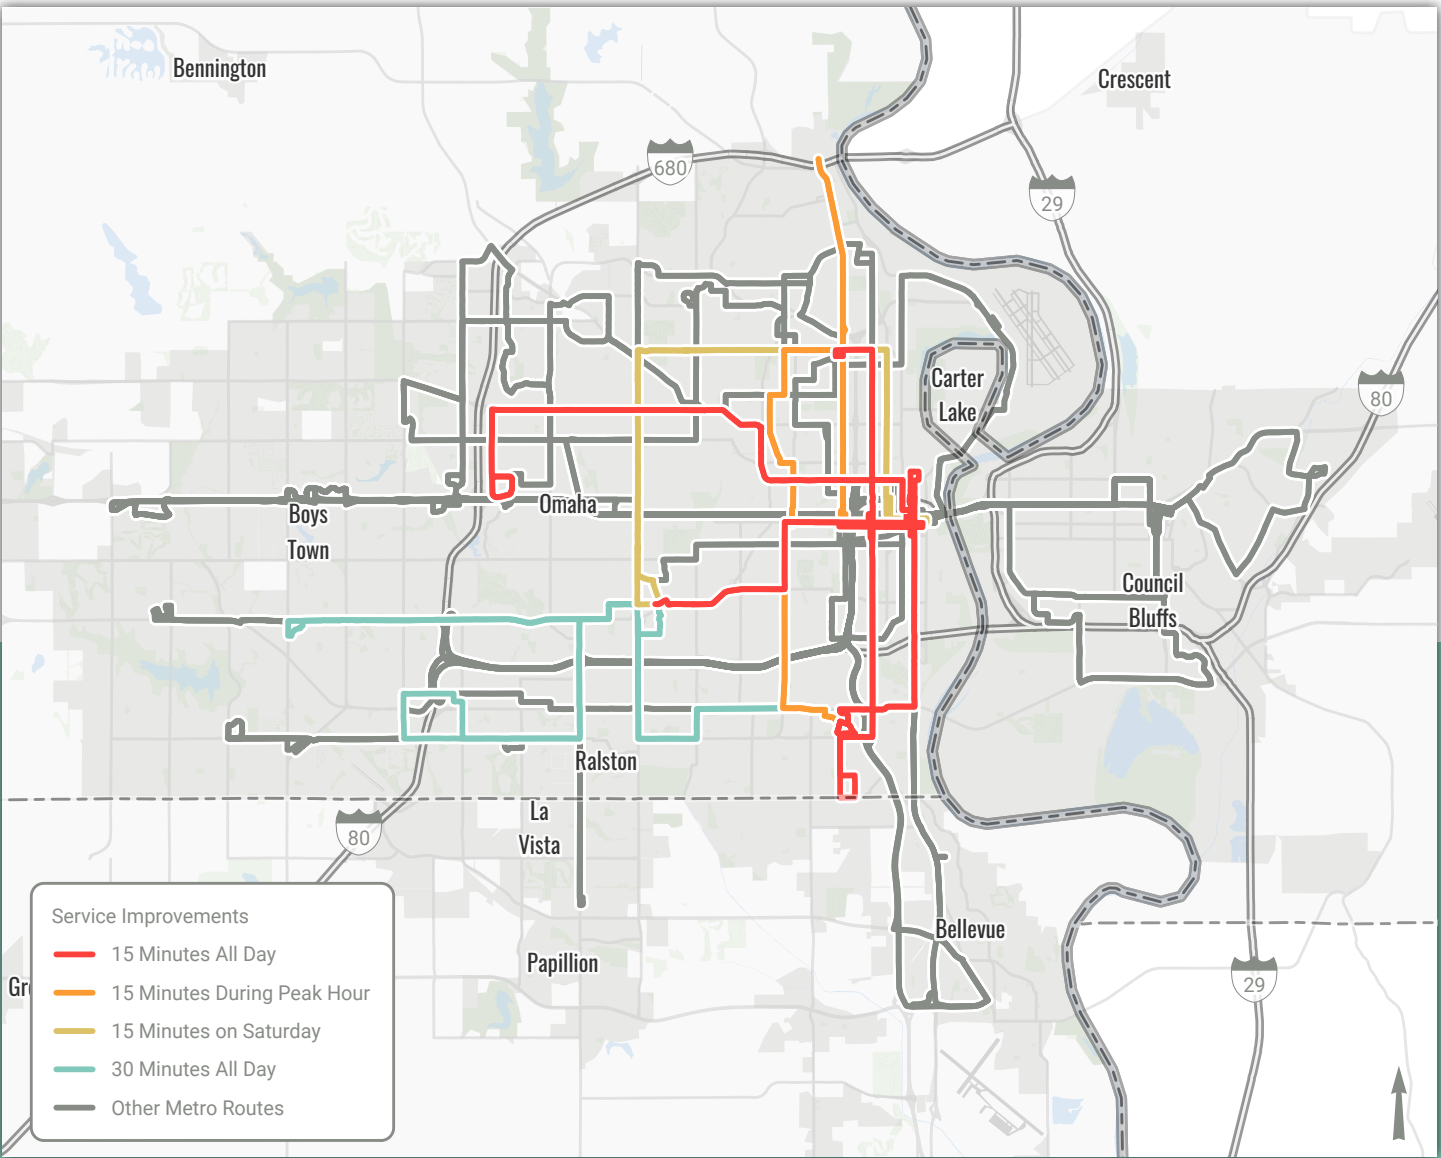 Bennington
Crescent
680
29
Carter
Lake
80
Omaha
Boys
Town
Council
Bluffs
Ralston
La
Vista
80
Bellevue
Papillion
29
Gr
Service Improvements
15 Minutes All Day
15 Minutes During Peak Hour
15 Minutes on Saturday
30 Minutes All Day
Other Metro Routes